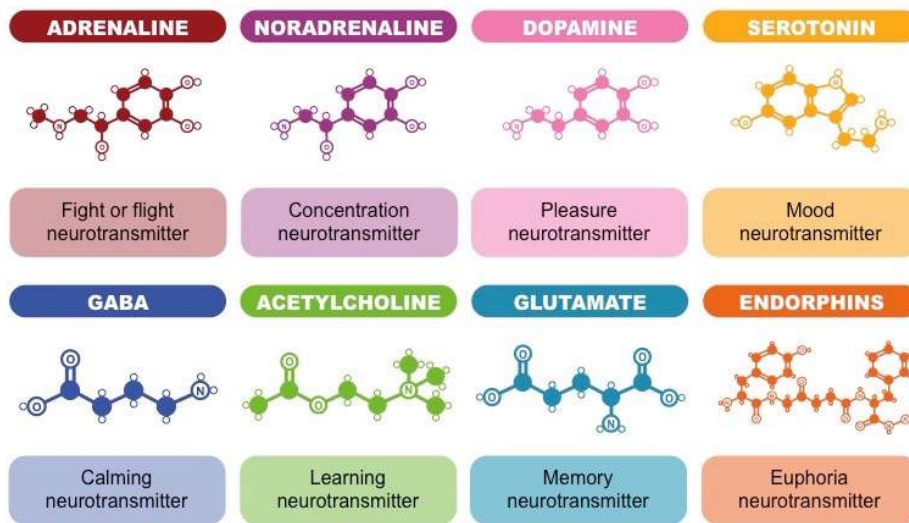 ADRENALINE
NORADRENALINE
DOPAMINE
SEROTONIN
Fight or flight
neurotransmitter
Concentration
neurotransmitter
Pleasure
neurotransmitter
Mood
neurotransmitter
GABA
ACETYLCHOLINE
GLUTAMATE
ENDORPHINS
Calming
neurotransmitter
Learning
neurotransmitter
Memory
neurotransmitter
Euphoria
neurotransmitter